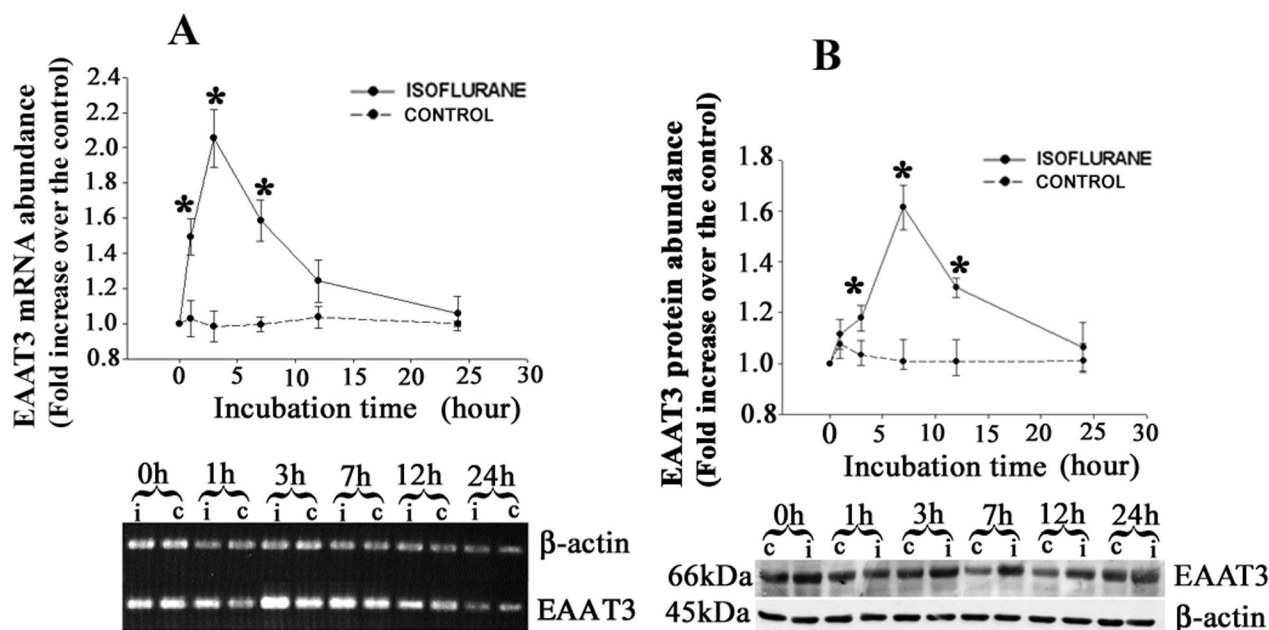 A
EAAT3 mRNA abundance
(Fold increase over the control)
2.4
2.2
2.0
1.8
1.6
1.4
1.2
1.0
0.8
ISOFLURANE
CONTROL
* * *
0 5 10 15 20 25 30
Incubation time (hour)
0h 1h 3h 7h 12h 24h
i c i c i c i c i c i c
β-actin
EAAT3
B
EAAT3 protein abundance
(Fold increase over the control)
1.8
1.6
1.4
1.2
1.0
0.8
ISOFLURANE
CONTROL
* * *
0 5 10 15 20 25 30
Incubation time (hour)
0h 1h 3h 7h 12h 24h
c i c i c i c i c i c i
66kDa EAAT3
45kDa β-actin